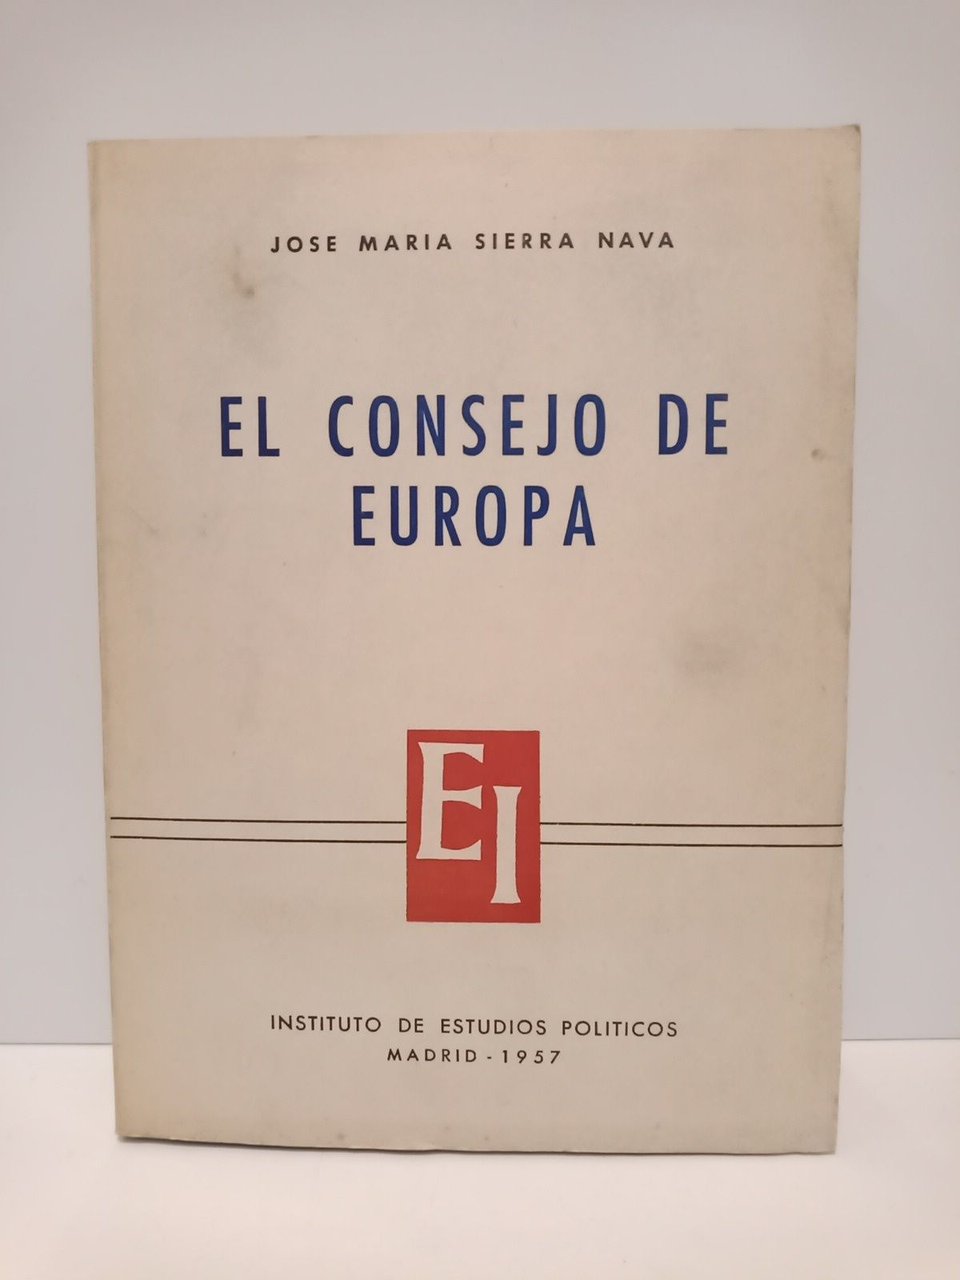 JOSE MARIA SIERRA NAVA
EL CONSEJO DE
EUROPA
EI
INSTITUTO DE ESTUDIOS POLITICOS
MADRID - 1957